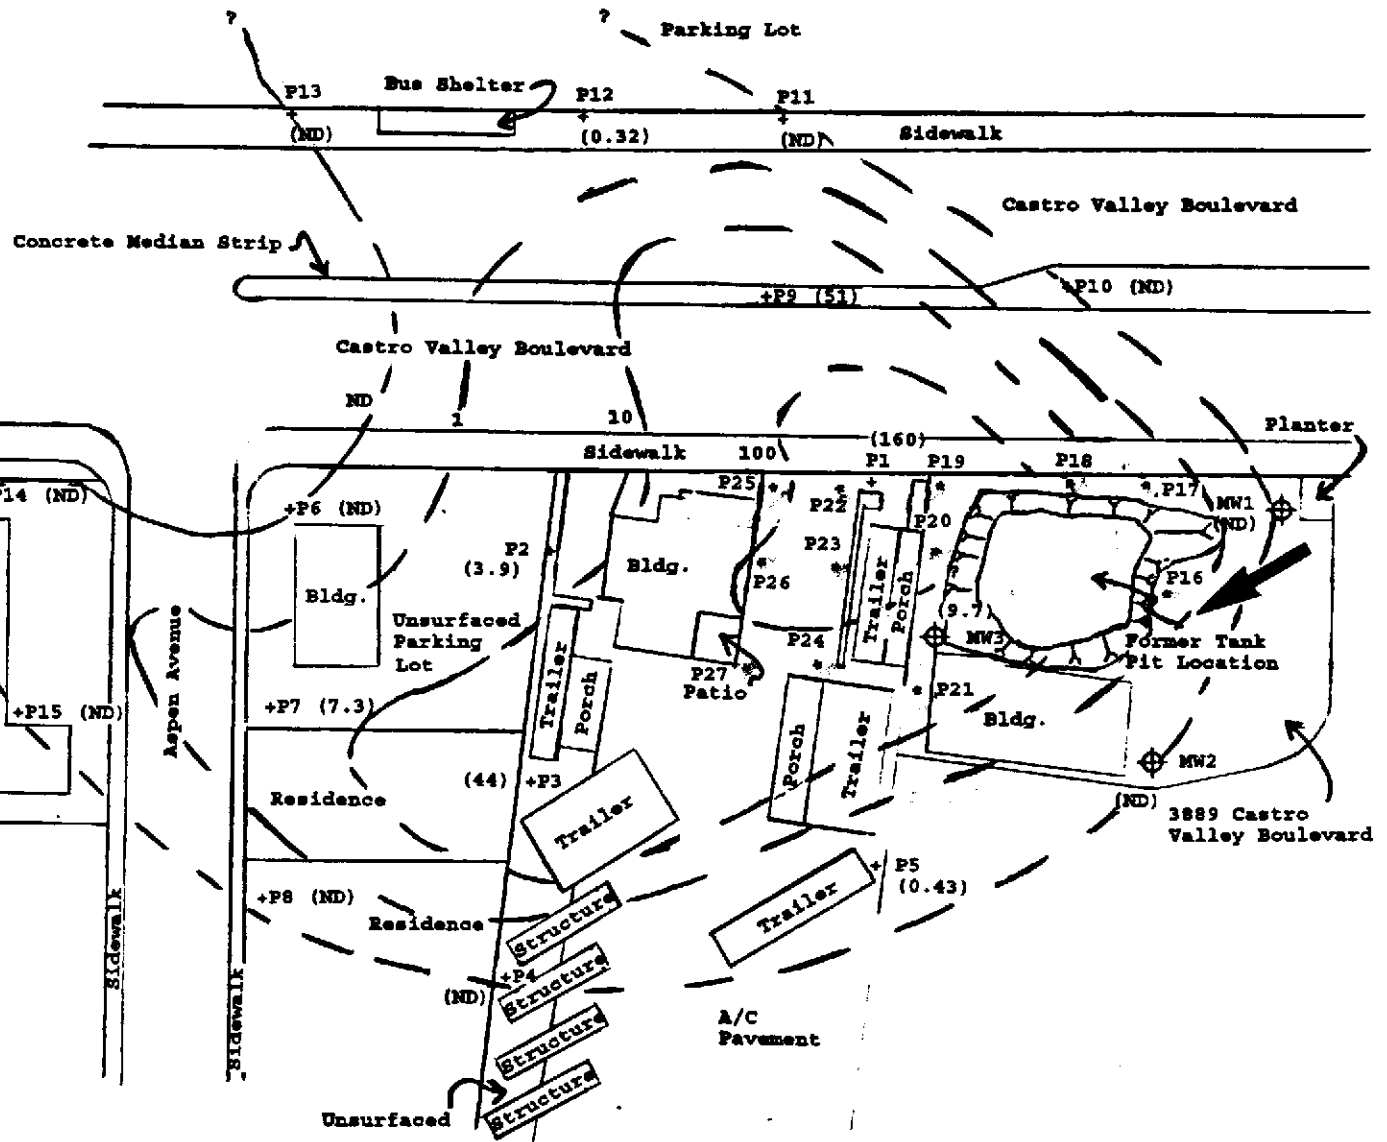 ?
?
Parking Lot
P13
Bus Shelter
P12
P11
(ND)
(0.32)
(ND)
Sidewalk
Castro Valley Boulevard
Concrete Median Strip
+P9 (51)
+P10 (ND)
Castro Valley Boulevard
ND
1
10
100
Sidewalk
(160)
Planter
P14 (ND)
+P6 (ND)
P25
P22
P1
P19
P18
P17
MW1
(ND)
P20
P2
(3.9)
Bldg.
P23
P26
Trailer
Porch
P16
Bldg.
(9.7)
MW3
Former Tank
Pit Location
Aspen Avenue
Unsurfaced
Parking
Lot
P24
P27
Patio
P21
Bldg.
+P15 (ND)
+P7 (7.3)
Trailer
Porch
Porch
Trailer
MW2
(ND)
(44) +P3
Residence
Trailer
3889 Castro
Valley Boulevard
+P8 (ND)
P5
(0.43)
Trailer
Residence
Structure
+P4
(ND)
Structure
Structure
Structure
A/C
Pavement
Sidewalk
Sidewalk
Unsurfaced